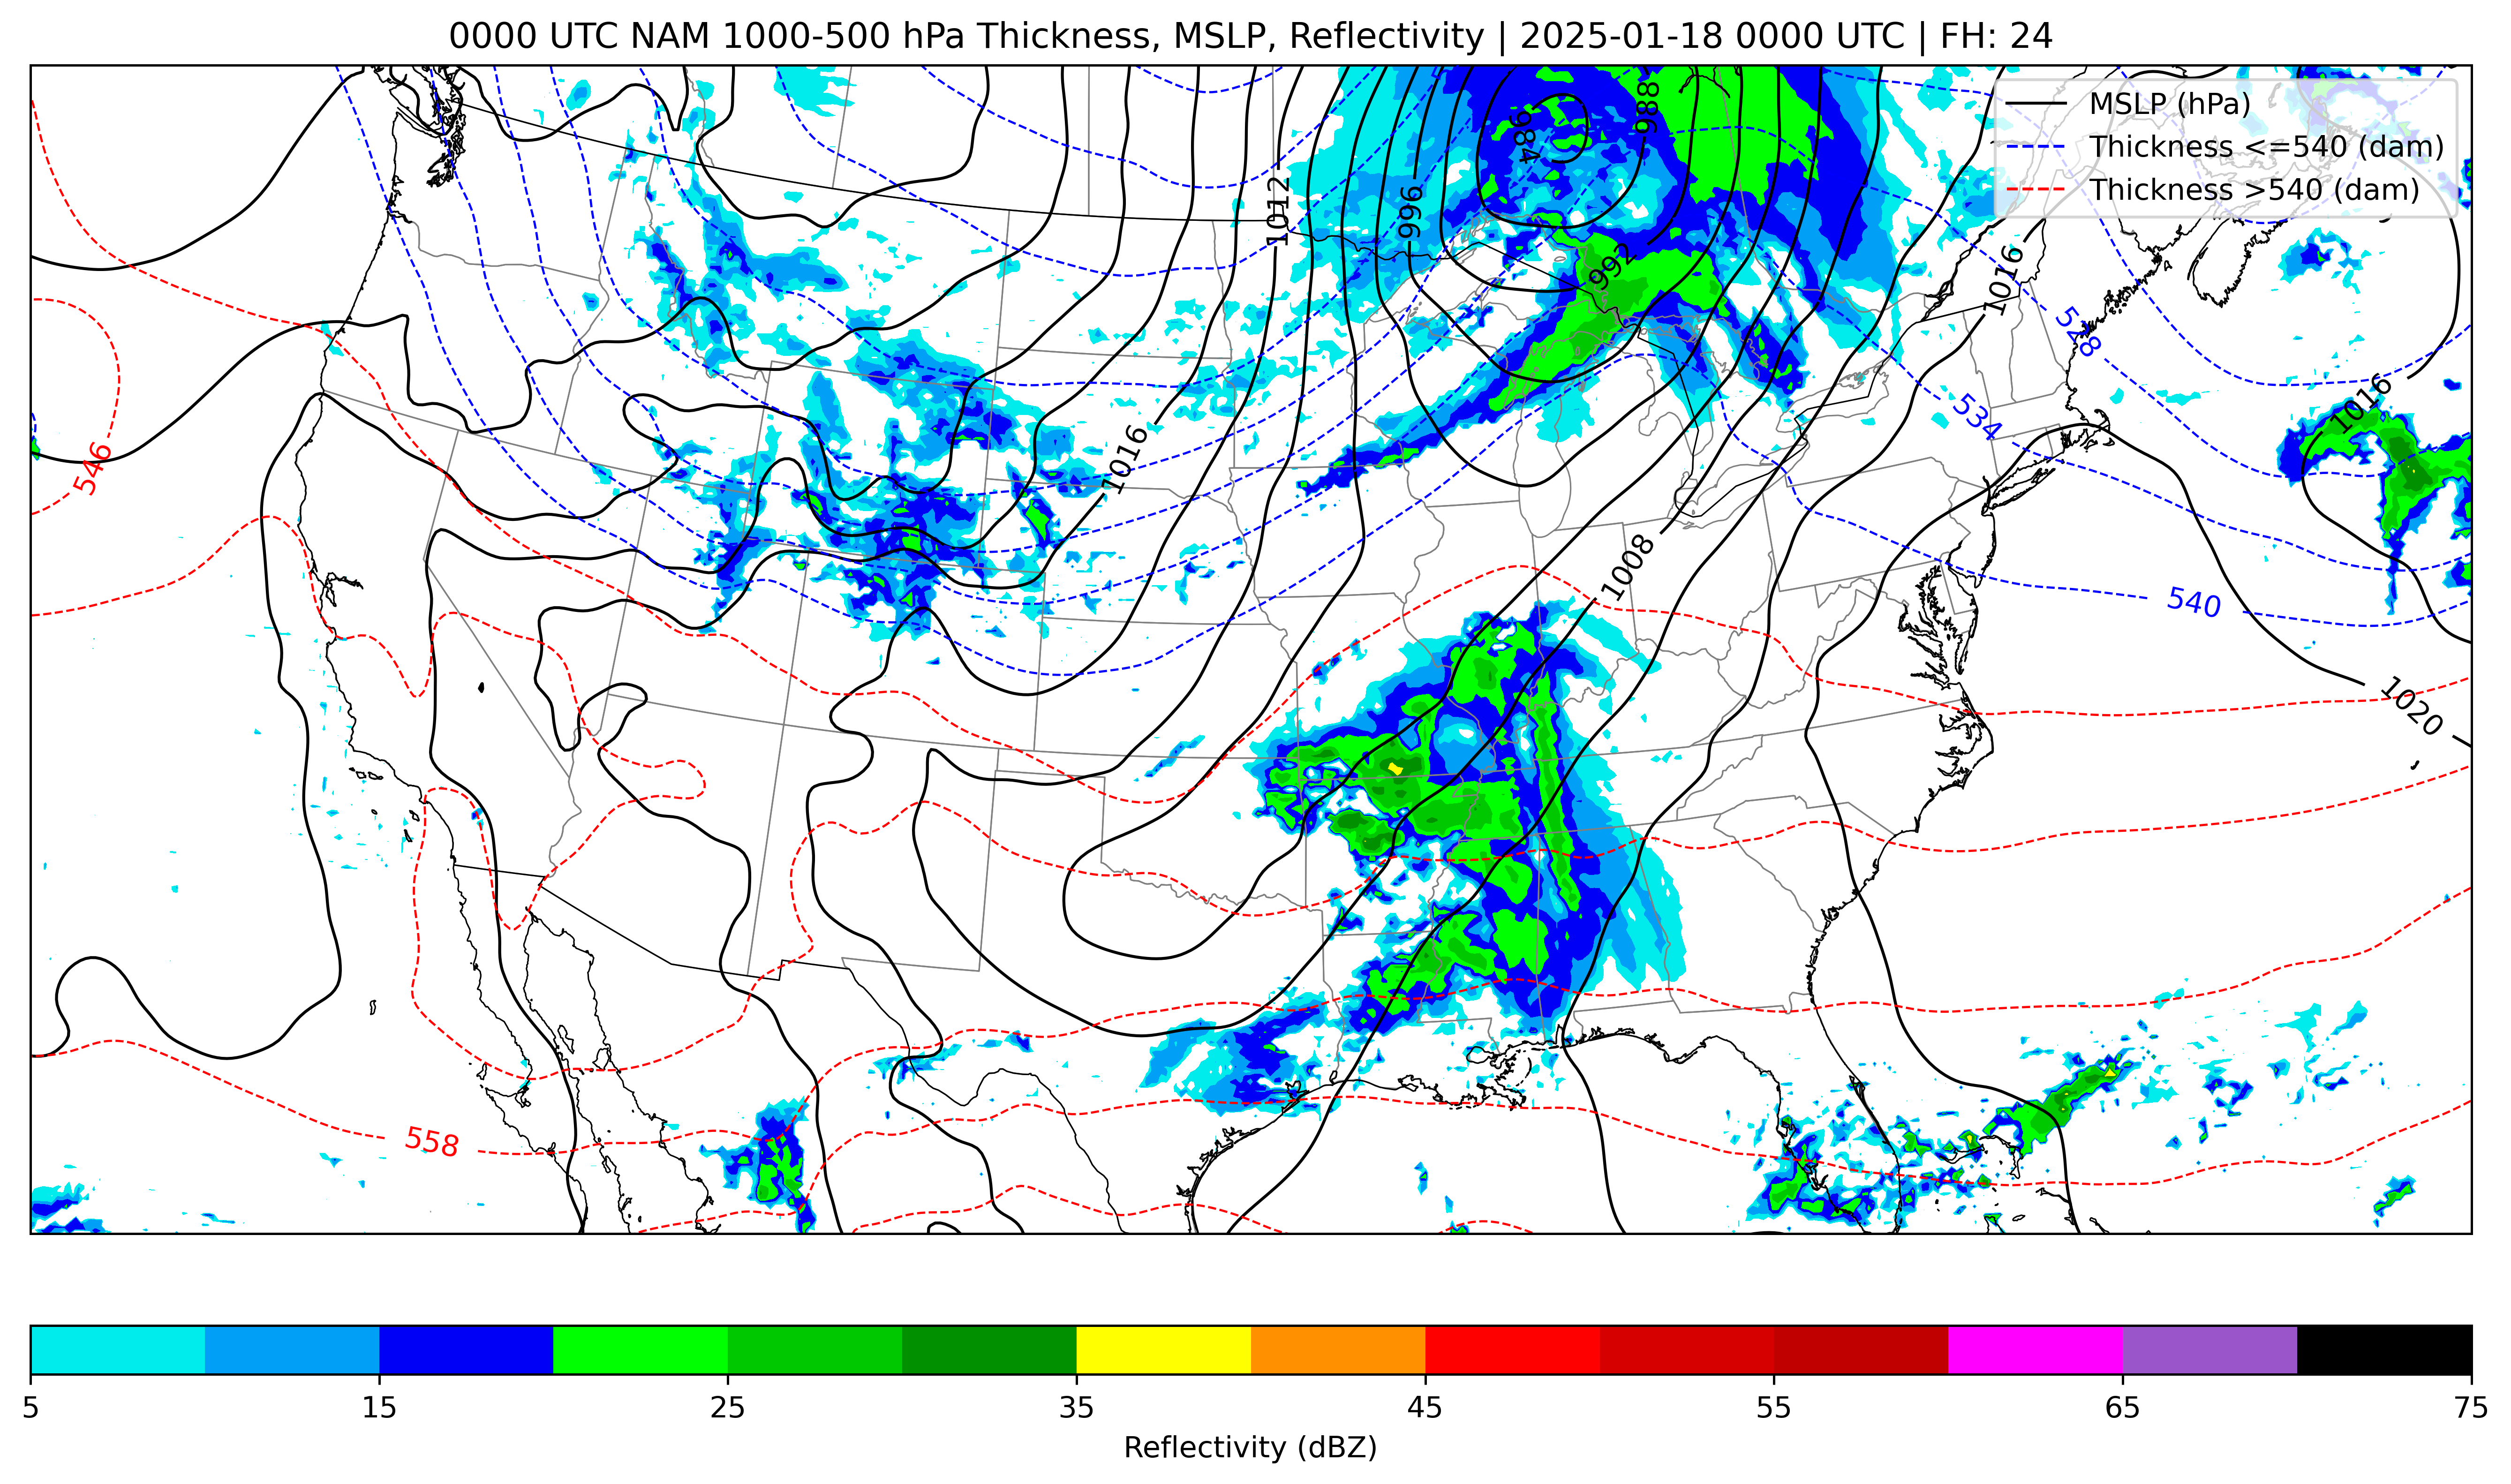 0000 UTC NAM 1000-500 hPa Thickness, MSLP, Reflectivity | 2025-01-18 0000 UTC | FH: 24
MSLP (hPa)
Thickness <=540 (dam)
Thickness >540 (dam)
984
988
1012
996
992
1016
528
534
1016
1016
546
1008
540
1020
558
5 15 25 35 45 55 65 75
Reflectivity (dBZ)